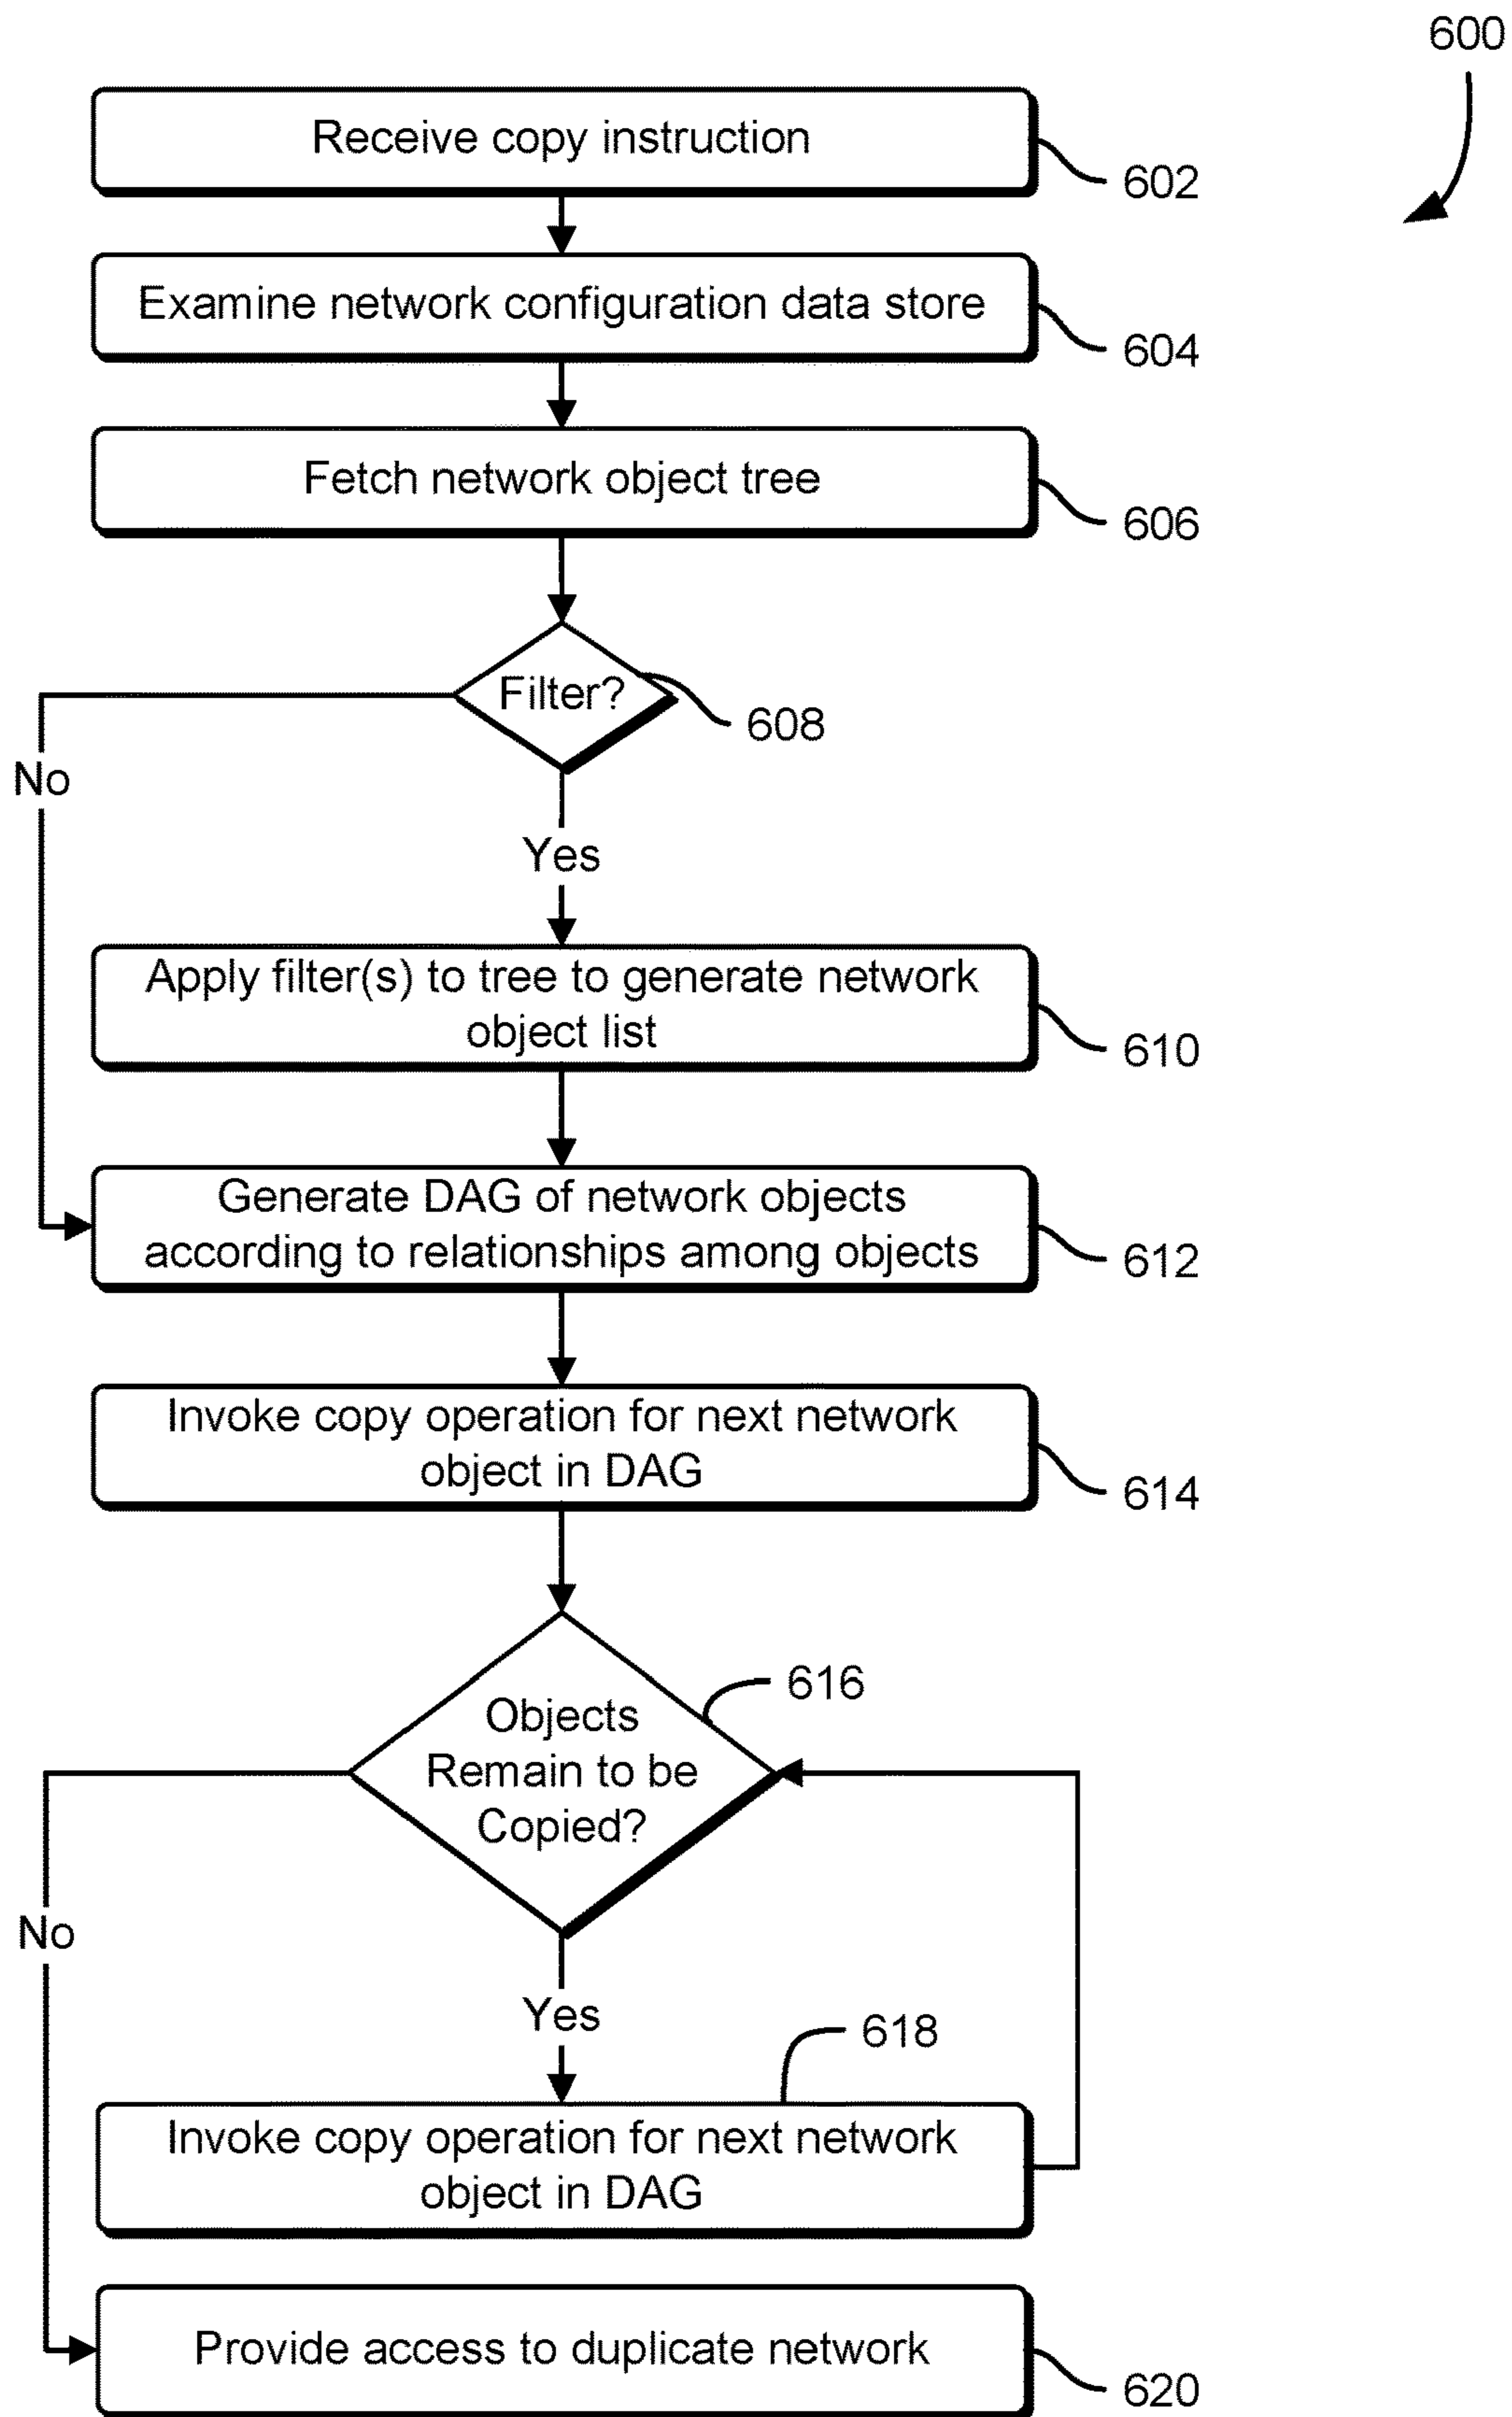 600
Receive copy instruction
602
Examine network configuration data store
604
Fetch network object tree
606
Filter?
608
No
Yes
Apply filter(s) to tree to generate network
object list
610
Generate DAG of network objects
according to relationships among objects
612
Invoke copy operation for next network
object in DAG
614
616
Objects
Remain to be
Copied?
No
Yes
618
Invoke copy operation for next network
object in DAG
Provide access to duplicate network
620